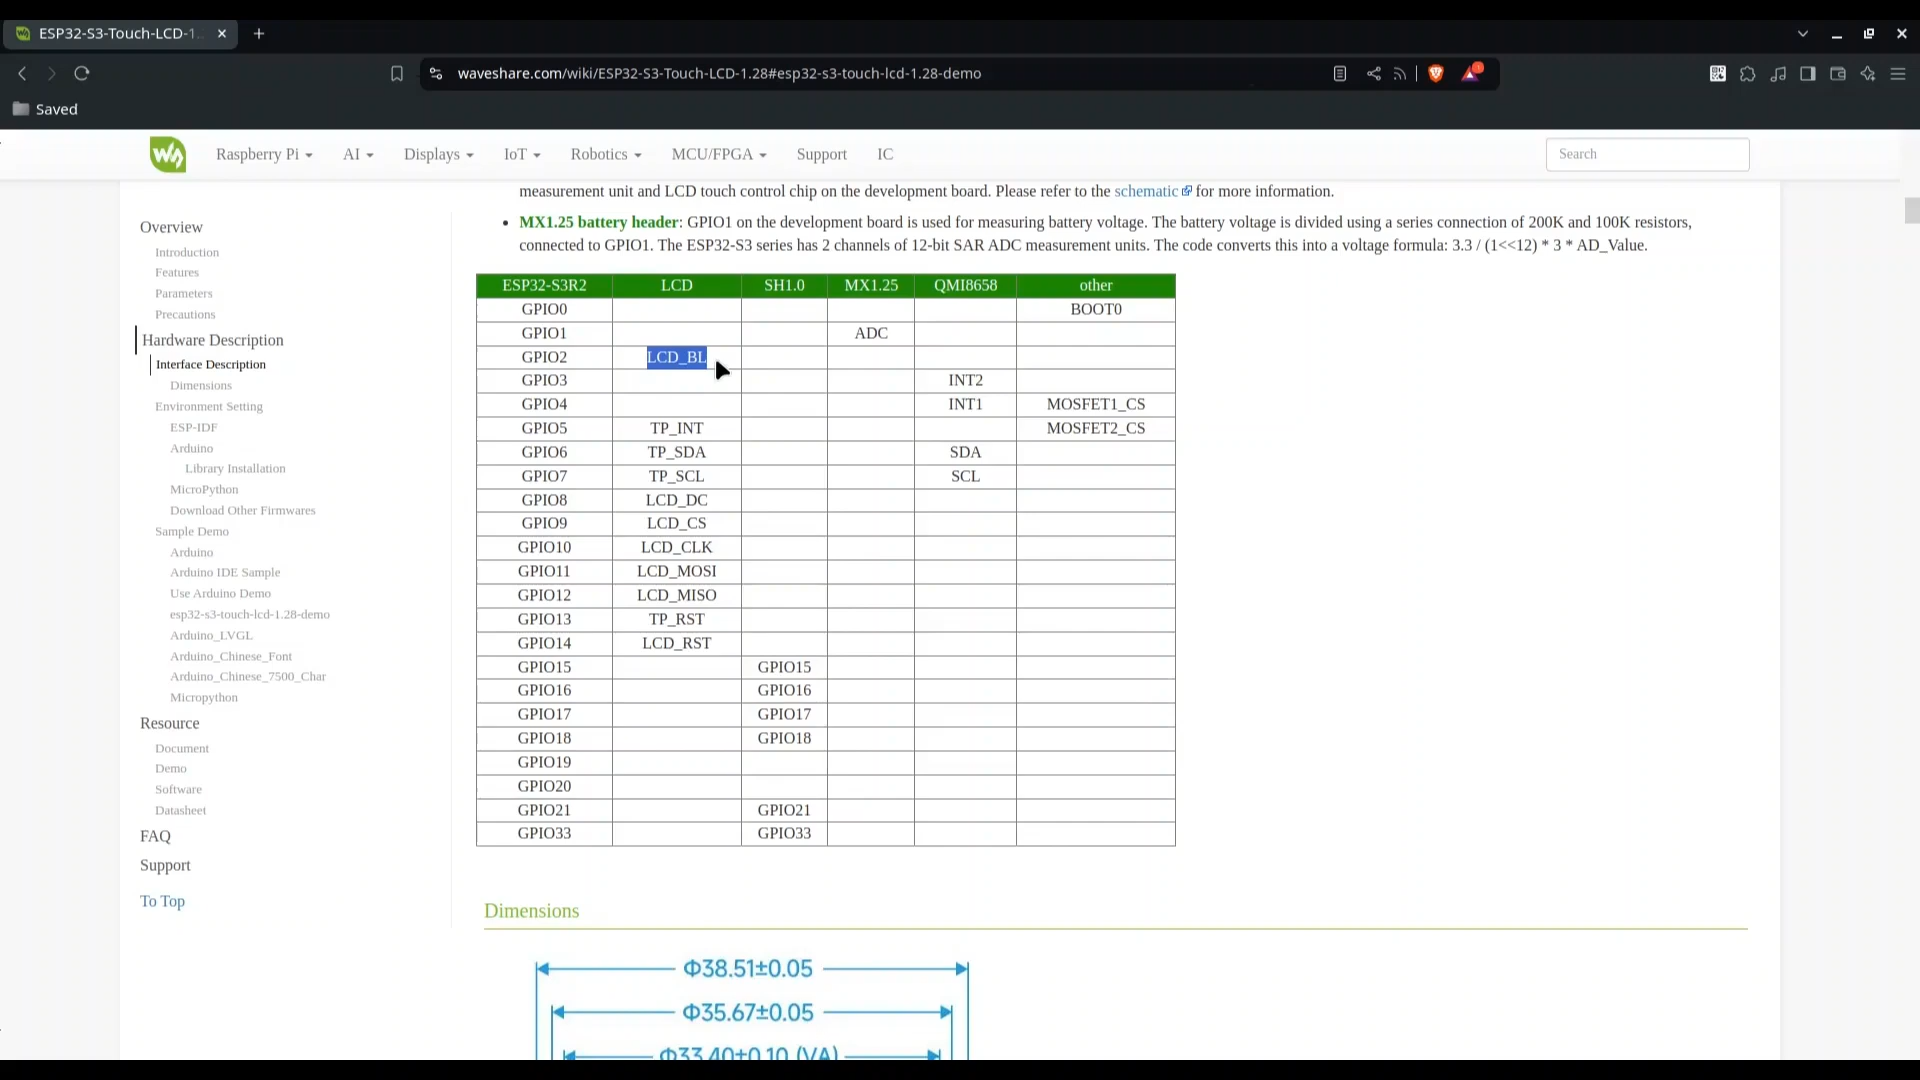 ESP32-S3-Touch-LCD-1.
waveshare.com/wiki/ESP32-S3-Touch-LCD-1.28#esp32-s3-touch-lcd-1.28-demo
Saved
Raspberry Pi AI Displays IoT Robotics MCU/FPGA Support IC Search
measurement unit and LCD touch control chip on the development board. Please refer to the schematic for more information.
• MX1.25 battery header: GPIO1 on the development board is used for measuring battery voltage. The battery voltage is divided using a series connection of 200K and 100K resistors,
connected to GPIO1. The ESP32-S3 series has 2 channels of 12-bit SAR ADC measurement units. The code converts this into a voltage formula: 3.3 / (1<<12) * 3 * AD_Value.
Overview
Introduction
Features
Parameters
Precautions
Hardware Description
Interface Description
Dimensions
Environment Setting
ESP-IDF
Arduino
Library Installation
MicroPython
Download Other Firmwares
Sample Demo
Arduino
Arduino IDE Sample
Use Arduino Demo
esp32-s3-touch-lcd-1.28-demo
Arduino_LVGL
Arduino_Chinese_Font
Arduino_Chinese_7500_Char
Micropython
Resource
Document
Demo
Software
Datasheet
FAQ
Support
To Top
ESP32-S3R2 LCD SH1.0 MX1.25 QMI8658 other
GPIO0 BOOT0
GPIO1 ADC
GPIO2 LCD_BL
GPIO3 INT2
GPIO4 INT1 MOSFET1_CS
GPIO5 TP_INT MOSFET2_CS
GPIO6 TP_SDA SDA
GPIO7 TP_SCL SCL
GPIO8 LCD_DC
GPIO9 LCD_CS
GPIO10 LCD_CLK
GPIO11 LCD_MOSI
GPIO12 LCD_MISO
GPIO13 TP_RST
GPIO14 LCD_RST
GPIO15 GPIO15
GPIO16 GPIO16
GPIO17 GPIO17
GPIO18 GPIO18
GPIO19
GPIO20
GPIO21 GPIO21
GPIO33 GPIO33
Dimensions
Φ38.51±0.05
Φ35.67±0.05
Φ33.40±0.10 (VA)